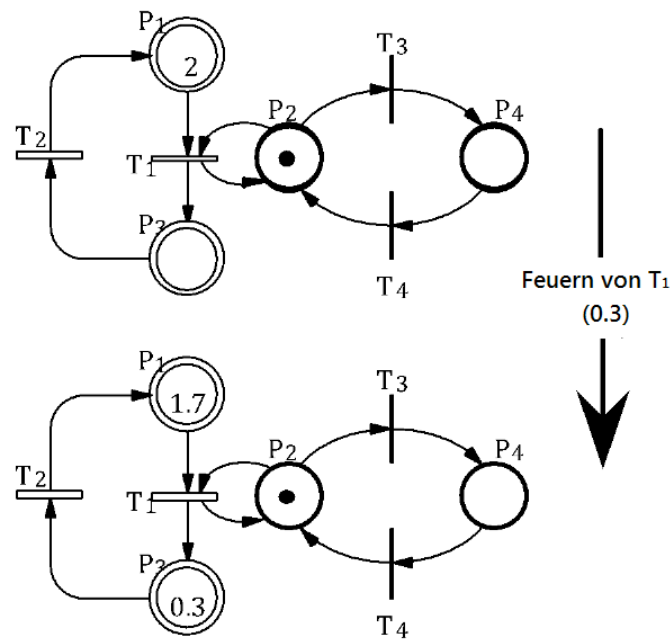 P1
2
T3
T2
P2
P4
T1
P3
T4
Feuern von T1
(0.3)
P1
1.7
T3
T2
P2
P4
T1
P3
0.3
T4